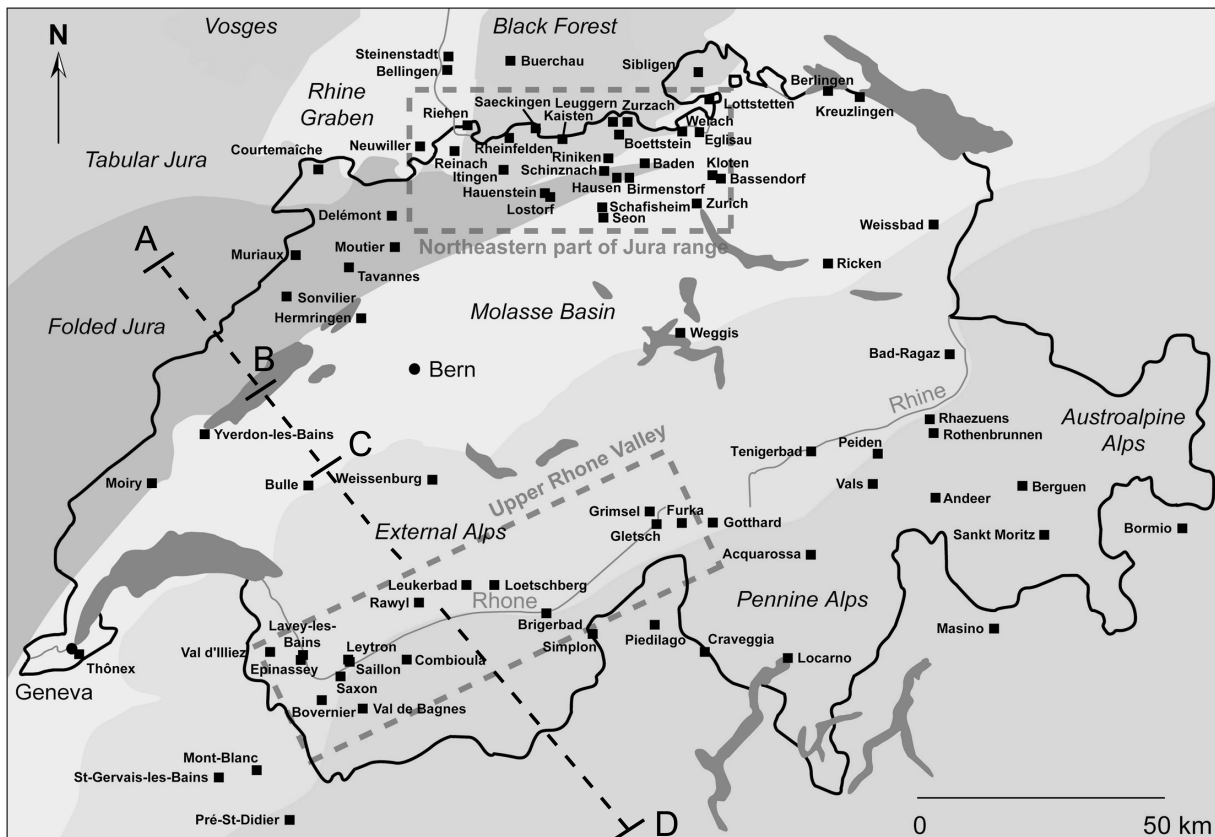 Vosges
Black Forest
N
Steinenstadt
Bellingen
Buerchau
Sibligen
Berlingen
Kreuzlingen
Rhine
Graben
Saeckingen
Leuggern
Kaisten
Zurzach
Lottstetten
Riehen
Weiach
Eglisau
Tabular Jura
Courtemaîche
Neuwiller
Rheinfelden
Boettstein
Reinach
Itingen
Riniken
Schinznach
Baden
Kloten
Bassendorf
Hausen
Birmenstorf
Hauenstein
Lostorf
Schafisheim
Seon
Zurich
Delémont
Northeastern part of Jura range
Weissbad
A
Muriaux
Moutier
Tavannes
Ricken
Sonvilier
Hermringen
Folded Jura
Molasse Basin
Weggis
Bad-Ragaz
B
Bern
Rhine
Yverdon-les-Bains
Rhaezuens
Rothenbrunnen
Austroalpine
Alps
C
Upper Rhone Valley
Tenigerbad
Peiden
Moiry
Bulle
Weissenburg
Vals
Andeer
Berguen
External Alps
Grimsel
Furka
Gletsch
Gotthard
Sankt Moritz
Bormio
Acquarossa
Leukerbad
Loetschberg
Rawyl
Rhone
Brigerbad
Simplon
Pennine Alps
Piedilago
Craveggia
Masino
Locarno
Lavey-les-
Bains
Val d'Illiez
Epinassey
Leytron
Saillon
Combioula
Saxon
Thônex
Geneva
Bovernier
Val de Bagnes
Mont-Blanc
St-Gervais-les-Bains
Pré-St-Didier
D
0
50 km